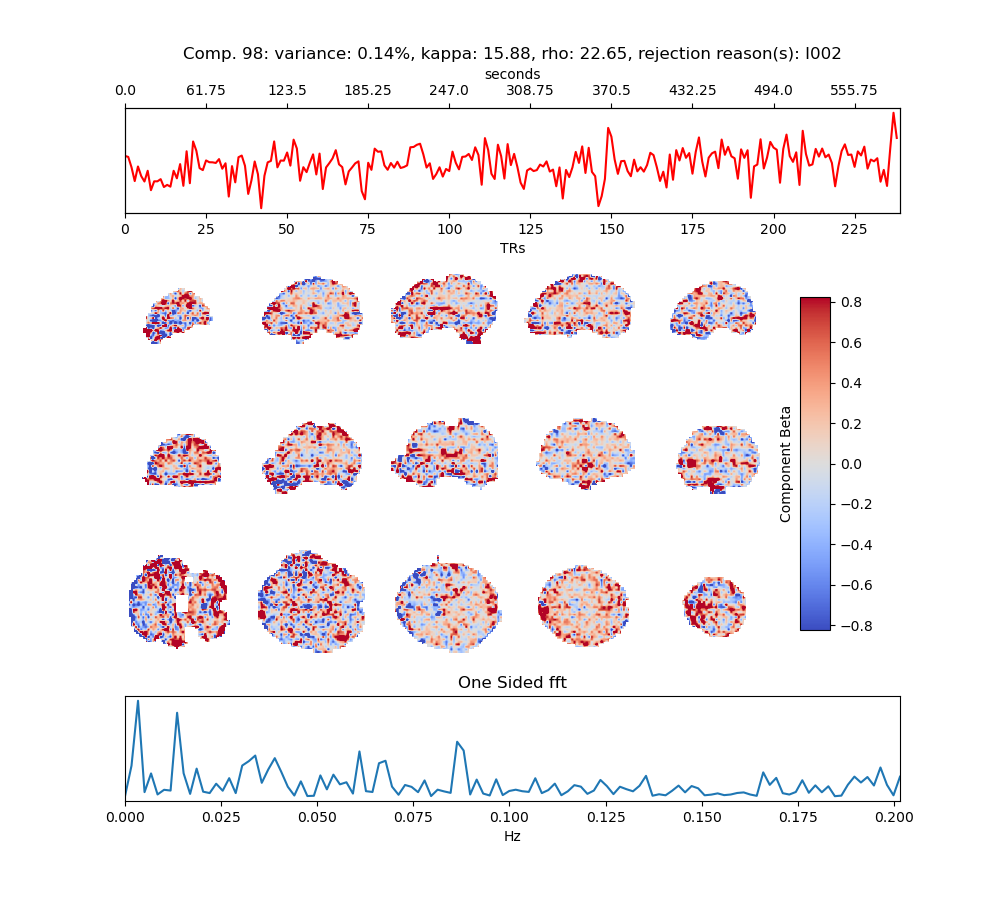 Comp. 98: variance: 0.14%, kappa: 15.88, rho: 22.65, rejection reason(s): I002
seconds
0.0 61.75 123.5 185.25 247.0 308.75 370.5 432.25 494.0 555.75
0 25 50 75 100 125 150 175 200 225
TRs
0.8
0.6
0.4
0.2
0.0
−0.2
−0.4
−0.6
−0.8
Component Beta
One Sided fft
0.000 0.025 0.050 0.075 0.100 0.125 0.150 0.175 0.200
Hz